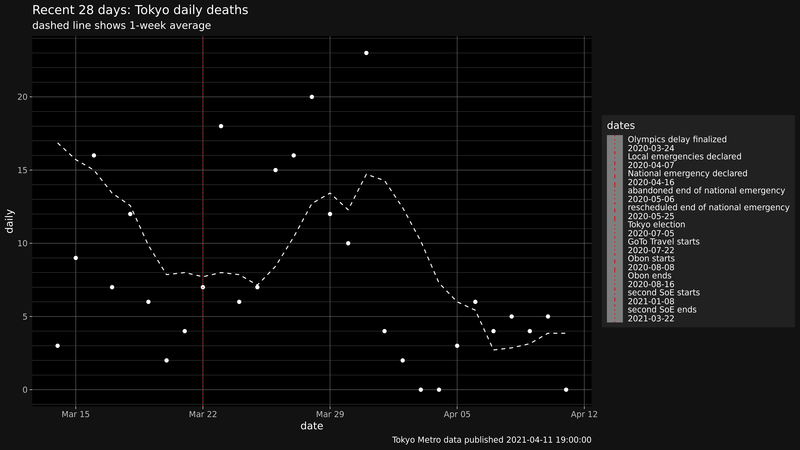 Recent 28 days: Tokyo daily deaths
dashed line shows 1-week average
daily
20
15
10
5
0
Mar 15
Mar 22
Mar 29
Apr 05
Apr 12
date
Tokyo Metro data published 2021-04-11 19:00:00
dates
Olympics delay finalized
2020-03-24
Local emergencies declared
2020-04-07
National emergency declared
2020-04-16
abandoned end of national emergency
2020-05-06
rescheduled end of national emergency
2020-05-25
Tokyo election
2020-07-05
GoTo Travel starts
2020-07-22
Obon starts
2020-08-08
Obon ends
2020-08-16
second SoE starts
2021-01-08
second SoE ends
2021-03-22